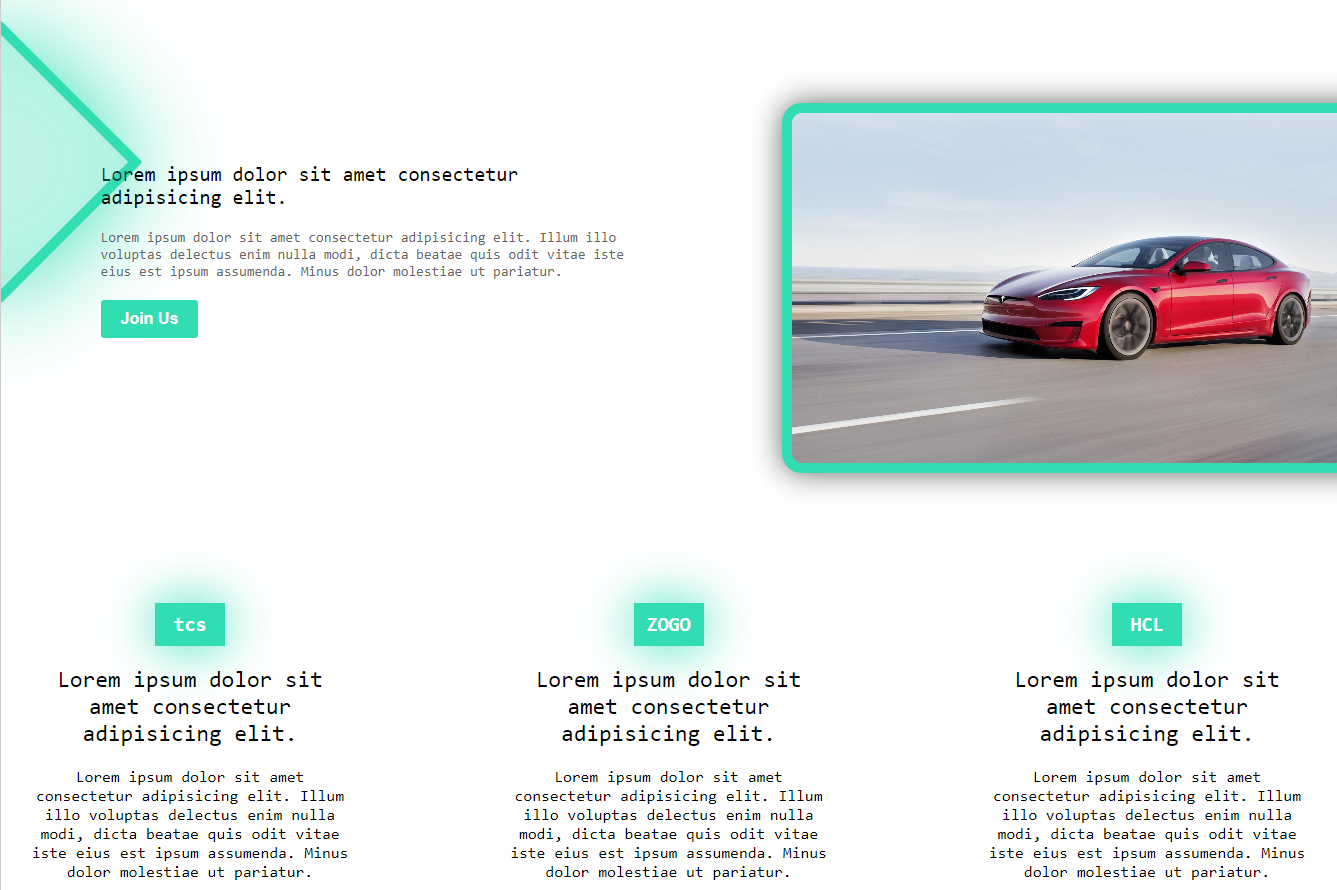 Lorem ipsum dolor sit amet consectetur
adipisicing elit.
Lorem ipsum dolor sit amet consectetur adipisicing elit. Illum illo
voluptas delectus enim nulla modi, dicta beatae quis odit vitae iste
eius est ipsum assumenda. Minus dolor molestiae ut pariatur.
Join Us
tcs
Lorem ipsum dolor sit
amet consectetur
adipisicing elit.
Lorem ipsum dolor sit amet
consectetur adipisicing elit. Illum
illo voluptas delectus enim nulla
modi, dicta beatae quis odit vitae
iste eius est ipsum assumenda. Minus
dolor molestiae ut pariatur.
ZOGO
Lorem ipsum dolor sit
amet consectetur
adipisicing elit.
Lorem ipsum dolor sit amet
consectetur adipisicing elit. Illum
illo voluptas delectus enim nulla
modi, dicta beatae quis odit vitae
iste eius est ipsum assumenda. Minus
dolor molestiae ut pariatur.
HCL
Lorem ipsum dolor sit
amet consectetur
adipisicing elit.
Lorem ipsum dolor sit amet
consectetur adipisicing elit. Illum
illo voluptas delectus enim nulla
modi, dicta beatae quis odit vitae
iste eius est ipsum assumenda. Minus
dolor molestiae ut pariatur.